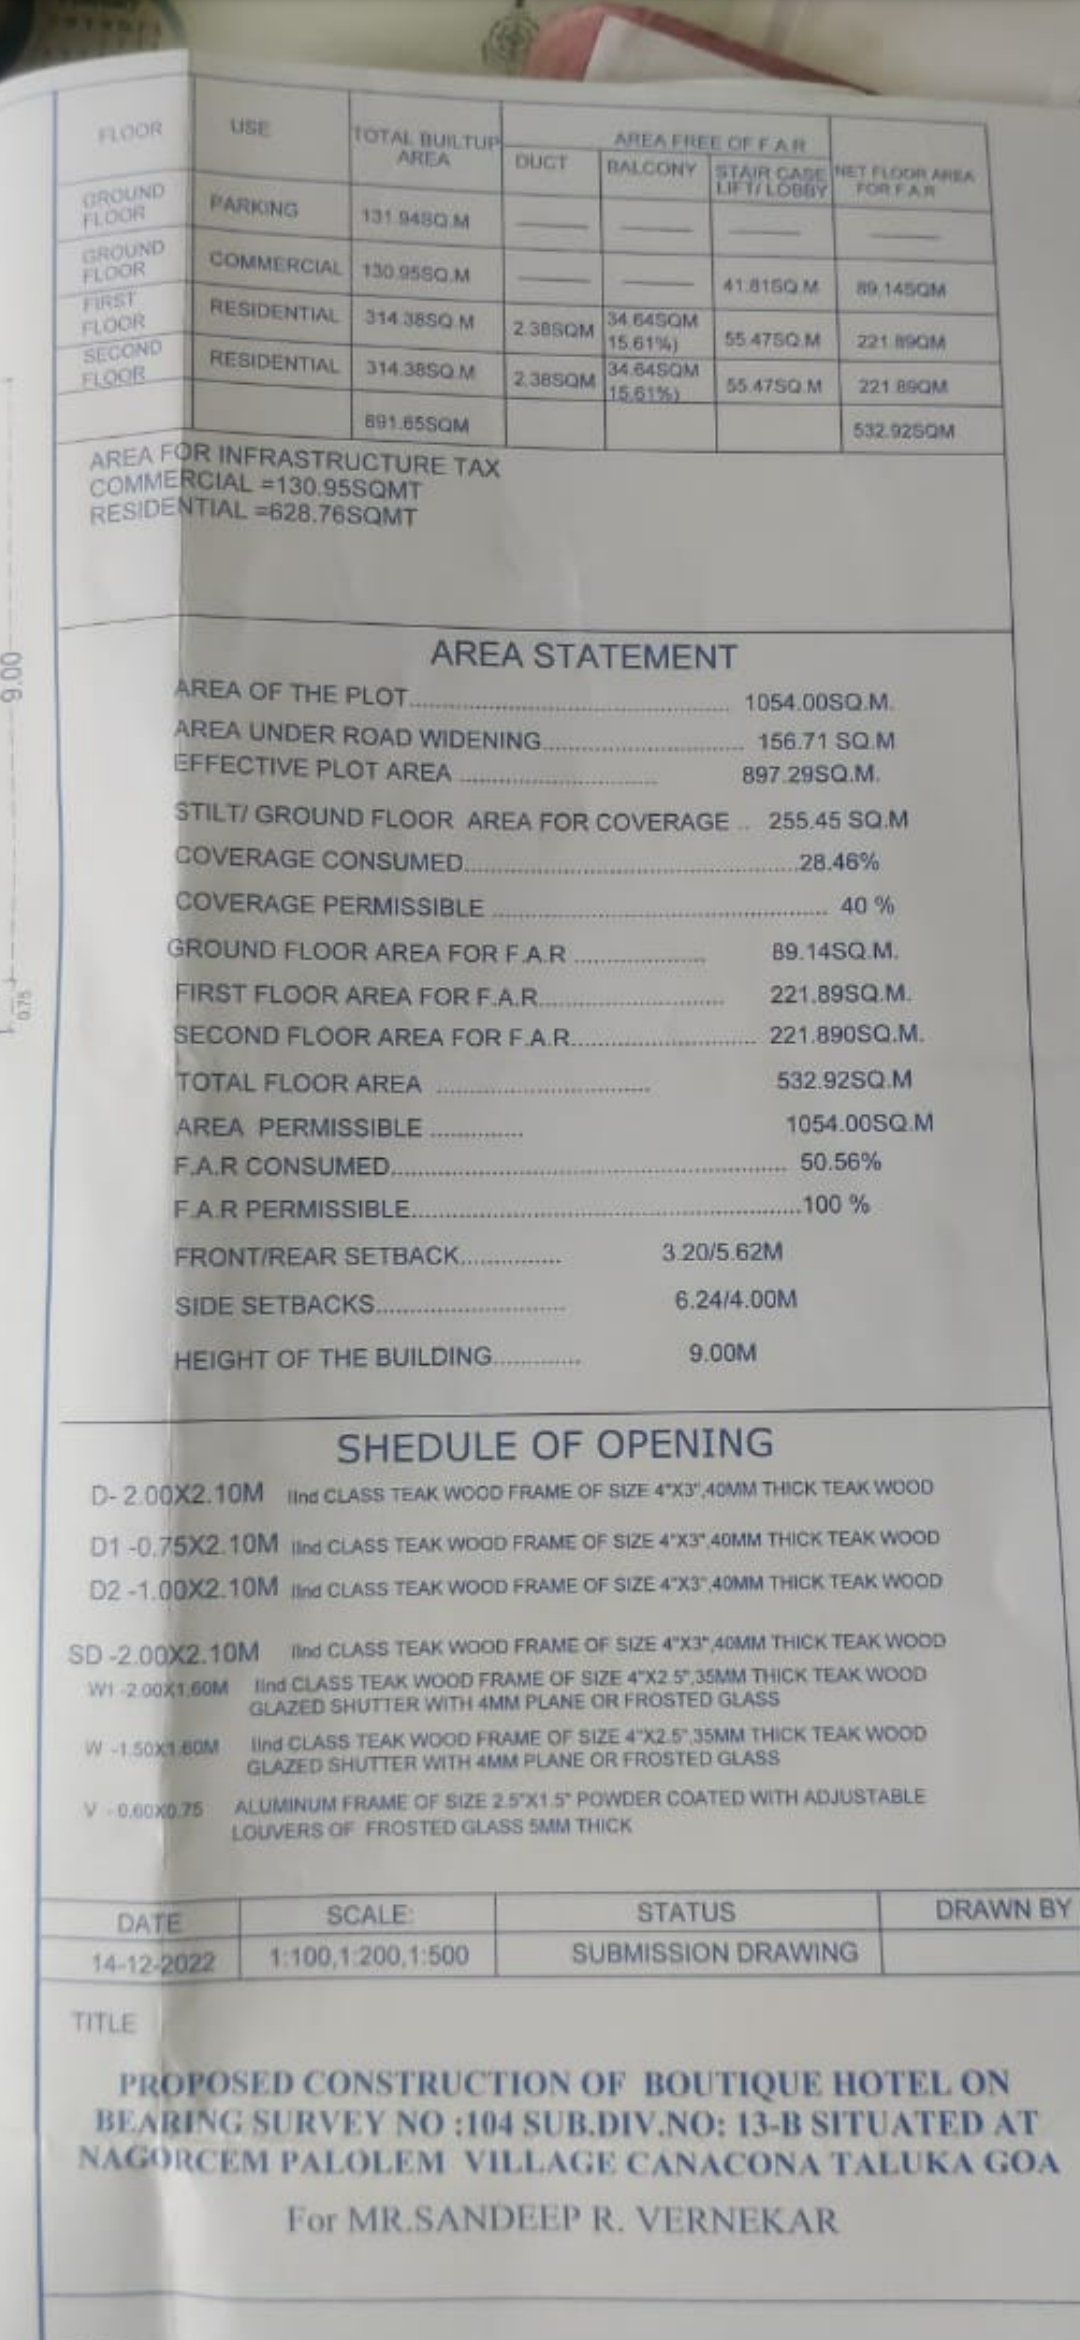 FLOOR USE TOTAL BUILTUP AREA AREA FREE OF F.A.R NET FLOOR AREA FOR F.A.R
DUCT BALCONY STAIR CASE LIFT/ LOBBY
GROUND FLOOR PARKING 131.94SQ.M
GROUND FLOOR COMMERCIAL 130.95SQ.M 41.81SQ.M 89.14SQM
FIRST FLOOR RESIDENTIAL 314.38SQ.M 2.38SQM 34.64SQM 15.61%) 55.47SQ.M 221.89QM
SECOND FLOOR RESIDENTIAL 314.38SQ.M 2.38SQM 34.64SQM 15.61%) 55.47SQ.M 221.89QM
891.65SQM 532.92SQM
AREA FOR INFRASTRUCTURE TAX
COMMERCIAL =130.95SQMT
RESIDENTIAL =628.76SQMT
9.00
0.75
AREA STATEMENT
AREA OF THE PLOT.......................... 1054.00SQ.M.
AREA UNDER ROAD WIDENING.......................... 156.71 SQ.M
EFFECTIVE PLOT AREA .......................... 897.29SQ.M.
STILT/ GROUND FLOOR AREA FOR COVERAGE .. 255.45 SQ.M
COVERAGE CONSUMED..........................28.46%
COVERAGE PERMISSIBLE .......................... 40 %
GROUND FLOOR AREA FOR F.A.R .................... 89.14SQ.M.
FIRST FLOOR AREA FOR F.A.R.......................... 221.89SQ.M.
SECOND FLOOR AREA FOR F.A.R.......................... 221.890SQ.M.
TOTAL FLOOR AREA .......................... 532.92SQ.M
AREA PERMISSIBLE .............. 1054.00SQ.M
F.A.R CONSUMED.......................... 50.56%
F.A.R PERMISSIBLE..........................100 %
FRONT/REAR SETBACK............... 3.20/5.62M
SIDE SETBACKS.......................... 6.24/4.00M
HEIGHT OF THE BUILDING.............. 9.00M
SHEDULE OF OPENING
D- 2.00X2.10M IInd CLASS TEAK WOOD FRAME OF SIZE 4"X3",40MM THICK TEAK WOOD
D1 -0.75X2.10M IInd CLASS TEAK WOOD FRAME OF SIZE 4"X3",40MM THICK TEAK WOOD
D2 -1.00X2.10M IInd CLASS TEAK WOOD FRAME OF SIZE 4"X3",40MM THICK TEAK WOOD
SD -2.00X2.10M IInd CLASS TEAK WOOD FRAME OF SIZE 4"X3",40MM THICK TEAK WOOD
W1 -2.00X1.60M IInd CLASS TEAK WOOD FRAME OF SIZE 4"X2.5",35MM THICK TEAK WOOD
GLAZED SHUTTER WITH 4MM PLANE OR FROSTED GLASS
W -1.50X1.60M IInd CLASS TEAK WOOD FRAME OF SIZE 4"X2.5",35MM THICK TEAK WOOD
GLAZED SHUTTER WITH 4MM PLANE OR FROSTED GLASS
V - 0.60X0.75 ALUMINUM FRAME OF SIZE 2.5"X1.5" POWDER COATED WITH ADJUSTABLE
LOUVERS OF FROSTED GLASS 5MM THICK
DATE SCALE: STATUS DRAWN BY
14-12-2022 1:100,1:200,1:500 SUBMISSION DRAWING
TITLE
PROPOSED CONSTRUCTION OF BOUTIQUE HOTEL ON
BEARING SURVEY NO :104 SUB.DIV.NO: 13-B SITUATED AT
NAGORCEM PALOLEM VILLAGE CANACONA TALUKA GOA
For MR.SANDEEP R. VERNEKAR